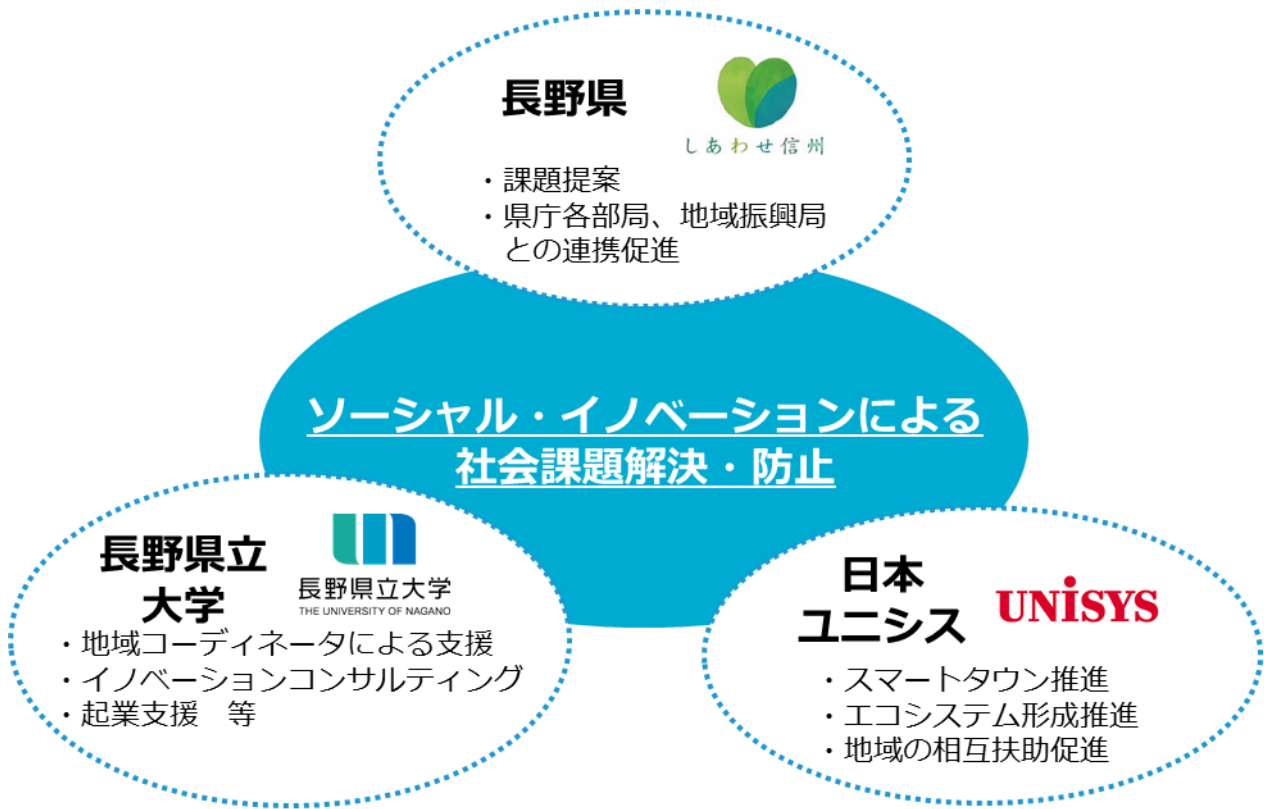 長野県
しあわせ信州
・課題提案
・県庁各部局、地域振興局
との連携促進
ソーシャル・イノベーションによる
社会課題解決・防止
長野県立
大学
長野県立大学
THE UNIVERSITY OF NAGANO
・地域コーディネータによる支援
・イノベーションコンサルティング
・起業支援　等
日本
ユニシス
UNiSYS
・スマートタウン推進
・エコシステム形成推進
・地域の相互扶助促進